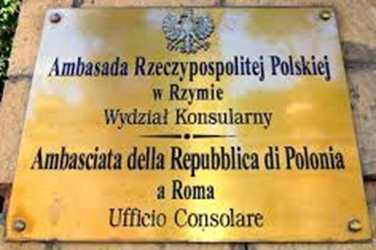 Ambasada Rzeczypospolitej Polskiej
w Rzymie
Wydział Konsularny
Ambasciata della Repubblica di Polonia
a Roma
Ufficio Consolare